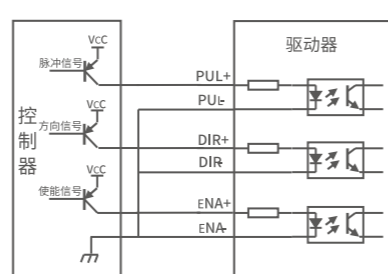 VCC
驱动器
脉冲信号
PUL+
PUL-
VCC
控制器
方向信号
DIR+
DIR-
VCC
使能信号
ENA+
ENA-